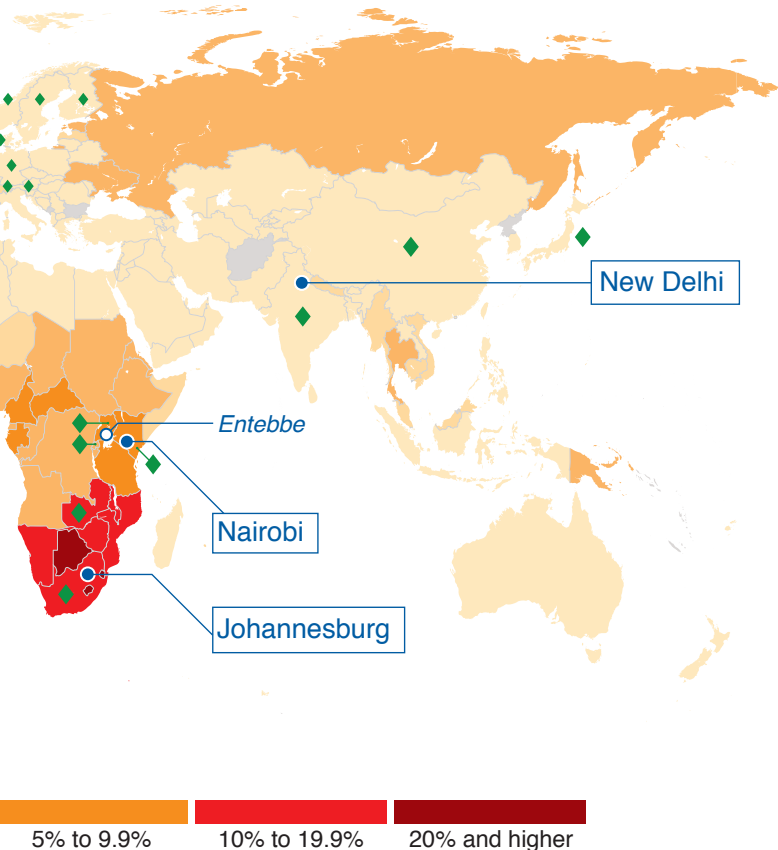 New Delhi
Entebbe
Nairobi
Johannesburg
5% to 9.9%
10% to 19.9%
20% and higher